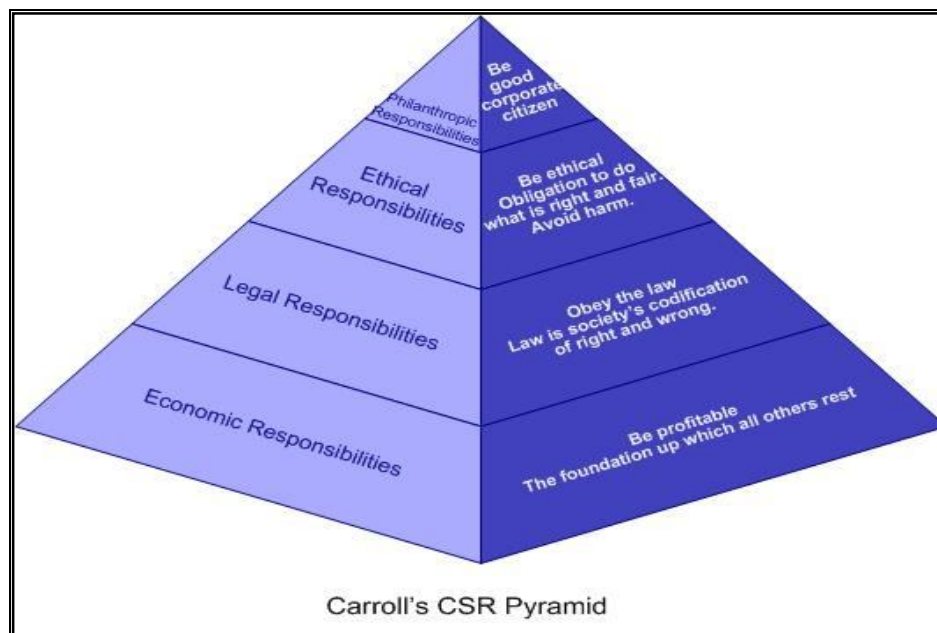 Philanthropic
Responsibilities
Be
good
corporate
citizen
Ethical
Responsibilities
Be ethical
Obligation to do
what is right and fair.
Avoid harm.
Legal Responsibilities
Obey the law
Law is society's codification
of right and wrong.
Economic Responsibilities
Be profitable
The foundation up which all others rest
Carroll's CSR Pyramid